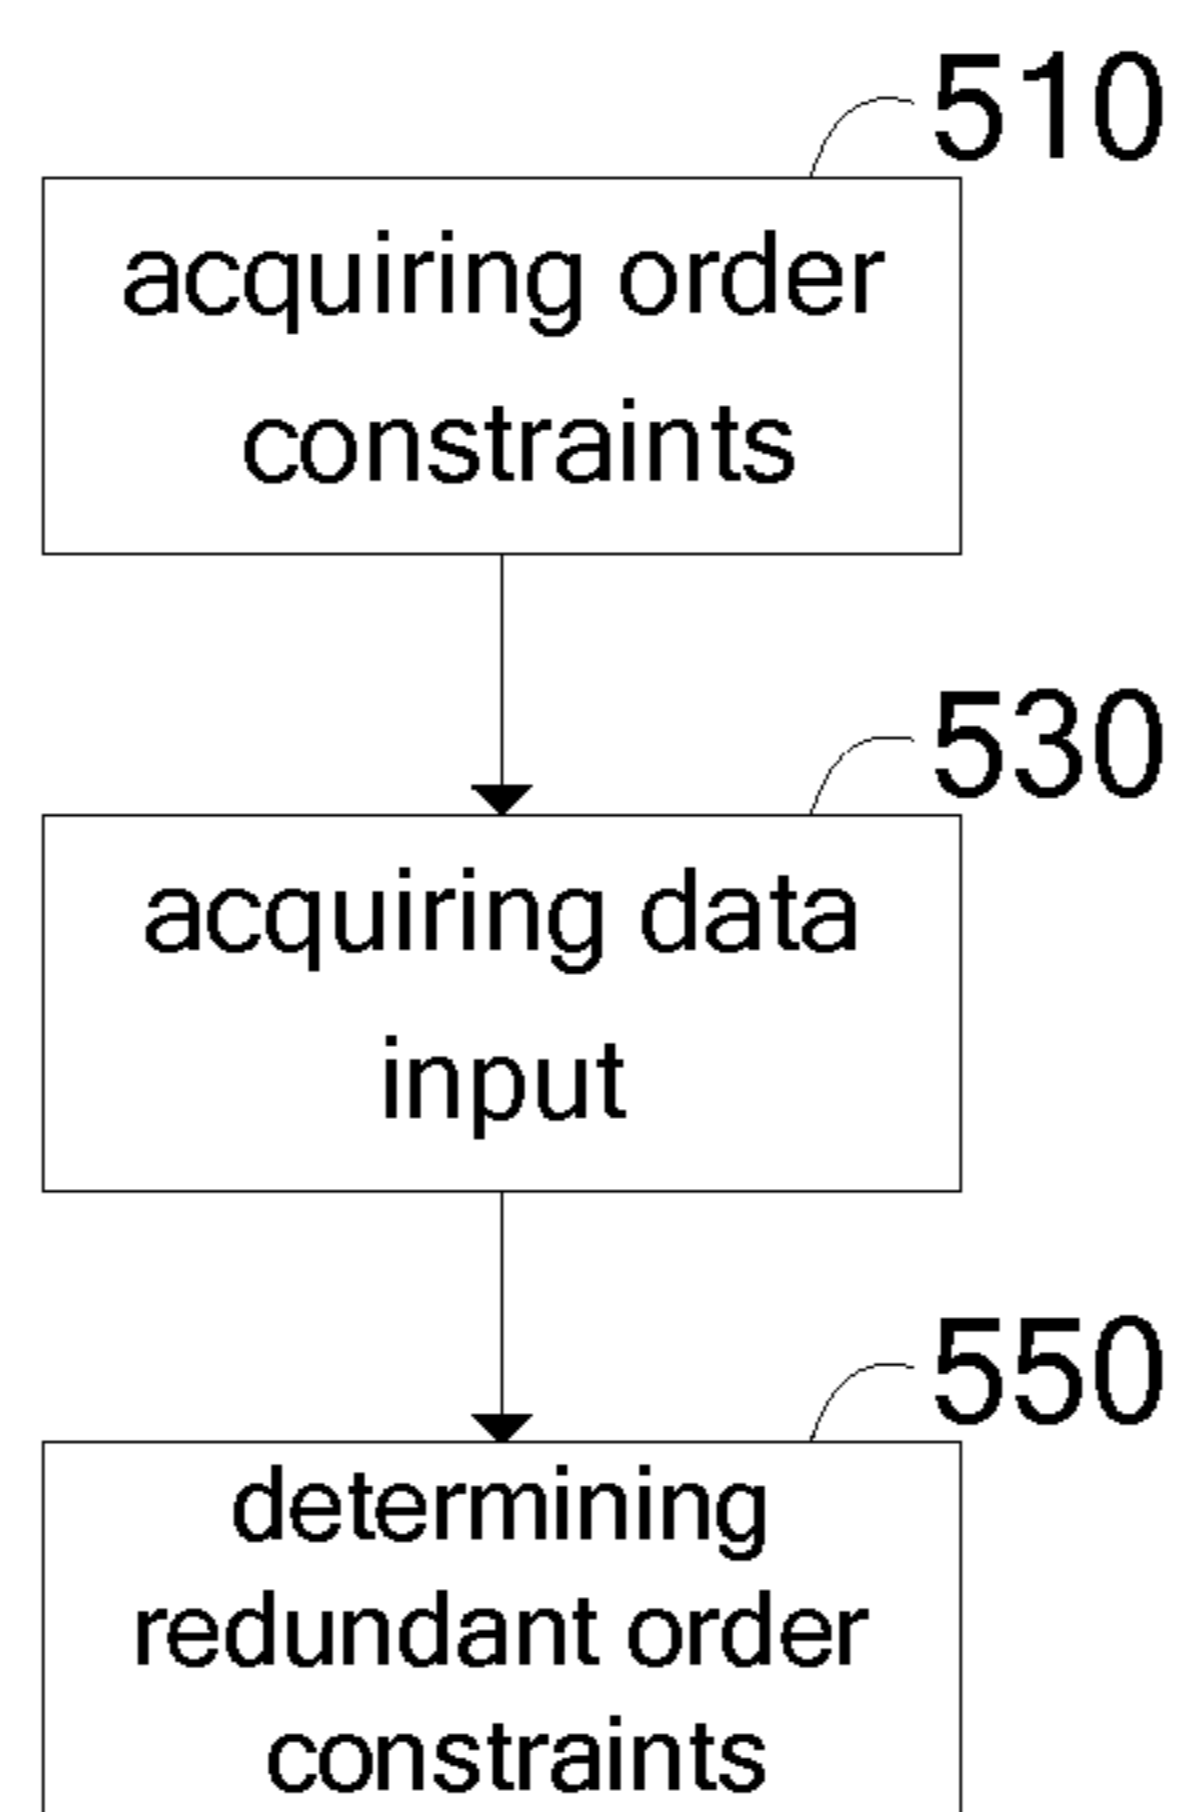 510
acquiring order
constraints
530
acquiring data
input
550
determining
redundant order
constraints